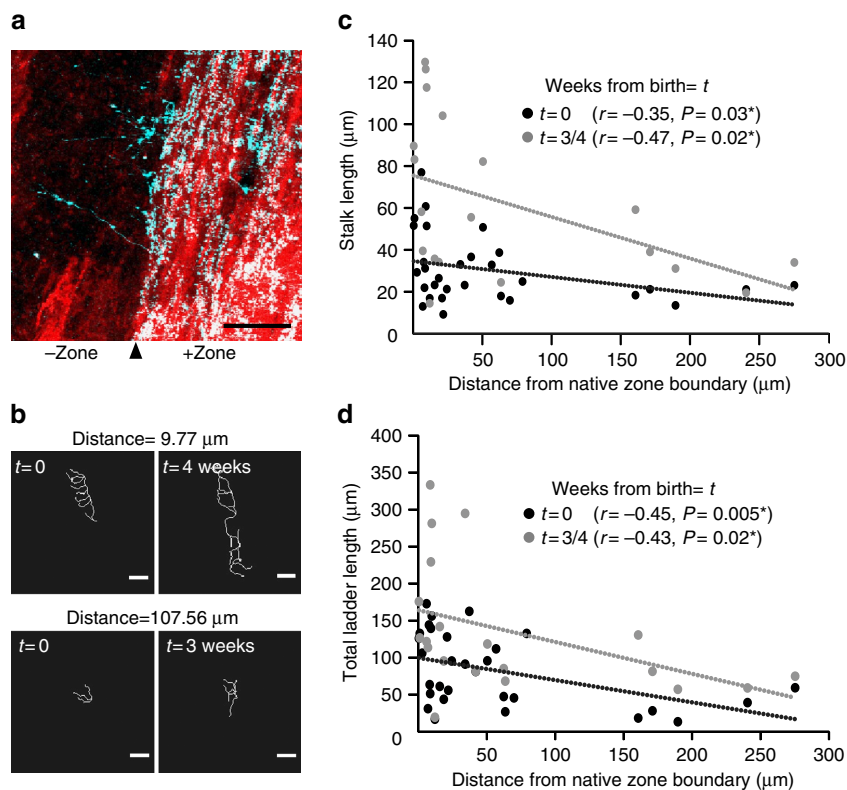 a
−Zone
+Zone
b
Distance= 9.77 μm
t=0
t=4 weeks
Distance=107.56 μm
t=0
t=3 weeks
c
Stalk length (μm)
140
120
100
80
60
40
20
0
Weeks from birth= t
t=0 (r= −0.35, P= 0.03*)
t=3/4 (r= −0.47, P= 0.02*)
50
100
150
200
250
300
Distance from native zone boundary (μm)
d
Total ladder length (μm)
400
350
300
250
200
150
100
50
0
Weeks from birth= t
t=0 (r= −0.45, P= 0.005*)
t=3/4 (r= −0.43, P= 0.02*)
50
100
150
200
250
300
Distance from native zone boundary (μm)